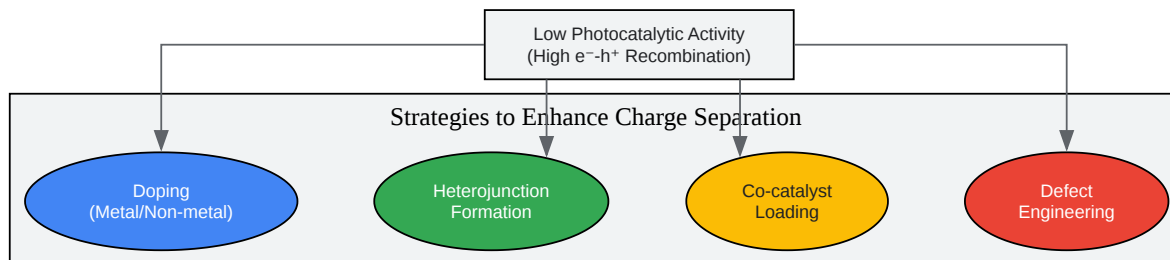 Low Photocatalytic Activity
(High e⁻-h⁺ Recombination)
Strategies to Enhance Charge Separation
Doping
(Metal/Non-metal)
Heterojunction
Formation
Co-catalyst
Loading
Defect
Engineering